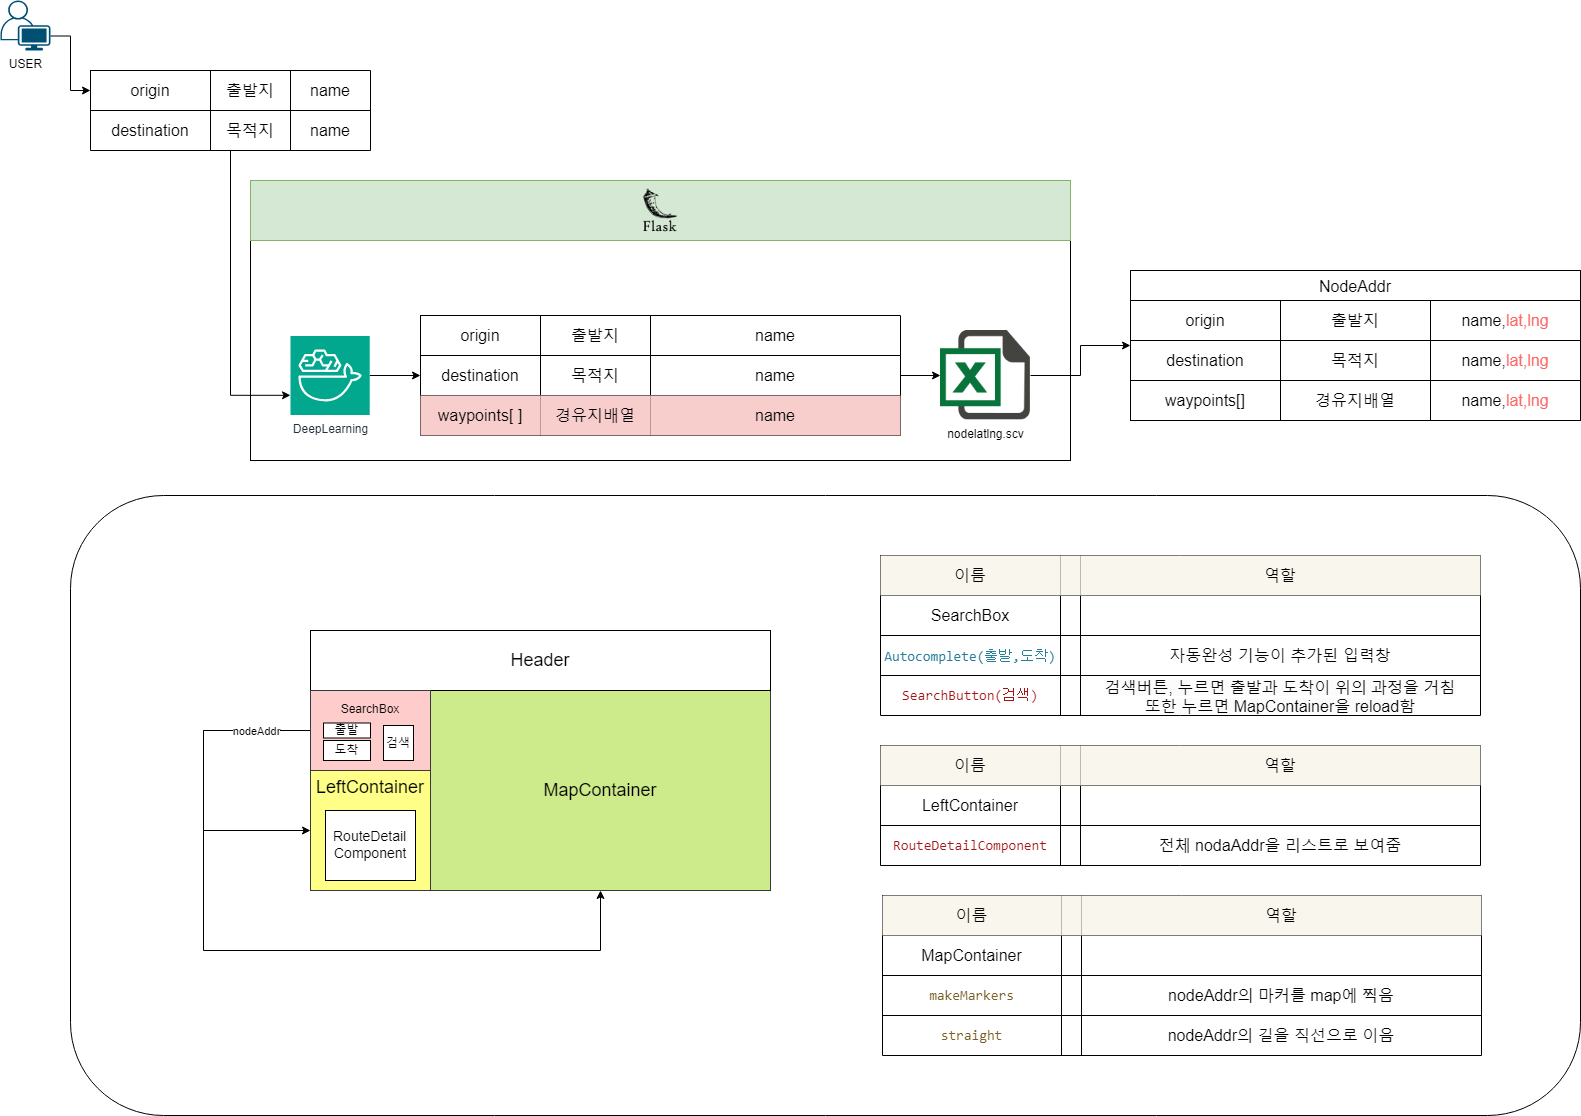 USER
origin 출발지 name
destination 목적지 name
Flask
DeepLearning
origin 출발지 name
destination 목적지 name
waypoints[ ] 경유지배열 name
nodelatlng.scv
NodeAddr
origin 출발지 name,lat,lng
destination 목적지 name,lat,lng
waypoints[] 경유지배열 name,lat,lng
Header
SearchBox
출발
도착
검색
nodeAddr
LeftContainer
RouteDetail
Component
MapContainer
이름 역할
SearchBox
Autocomplete(출발,도착) 자동완성 기능이 추가된 입력창
SearchButton(검색) 검색버튼, 누르면 출발과 도착이 위의 과정을 거침
또한 누르면 MapContainer을 reload함
이름 역할
LeftContainer
RouteDetailComponent 전체 nodaAddr을 리스트로 보여줌
이름 역할
MapContainer
makeMarkers nodeAddr의 마커를 map에 찍음
straight nodeAddr의 길을 직선으로 이음